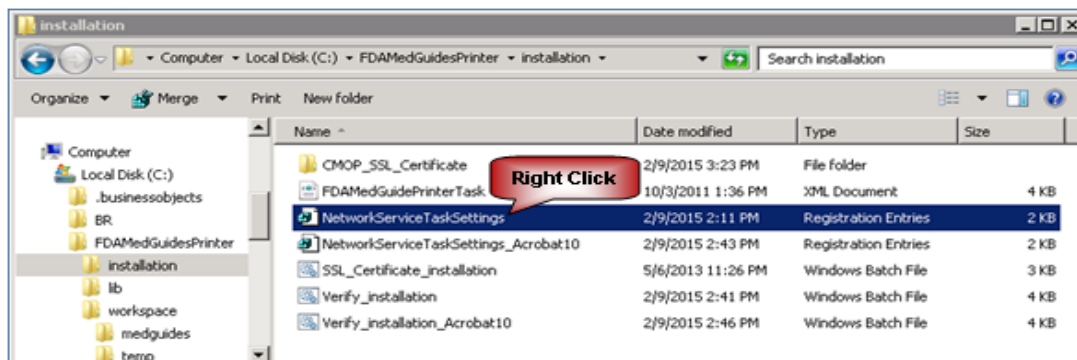 installation
Computer Local Disk (C:) FDAMedGuidesPrinter installation Search installation
Organize Merge Print New folder
Name Date modified Type Size
Computer
Local Disk (C:)
.businessobjects
BR
FDAMedGuidesPrinter
installation
lib
workspace
medguides
temp
CMOP_SSL_Certificate 2/9/2015 3:23 PM File folder
Right Click
FDAMedGuidePrinterTask 10/3/2011 1:36 PM XML Document 4 KB
NetworkServiceTaskSettings 2/9/2015 2:11 PM Registration Entries 2 KB
NetworkServiceTaskSettings_Acrobat10 2/9/2015 2:43 PM Registration Entries 2 KB
SSL_Certificate_installation 5/6/2013 11:26 PM Windows Batch File 3 KB
Verify_installation 2/9/2015 2:41 PM Windows Batch File 4 KB
Verify_installation_Acrobat10 2/9/2015 2:46 PM Windows Batch File 4 KB